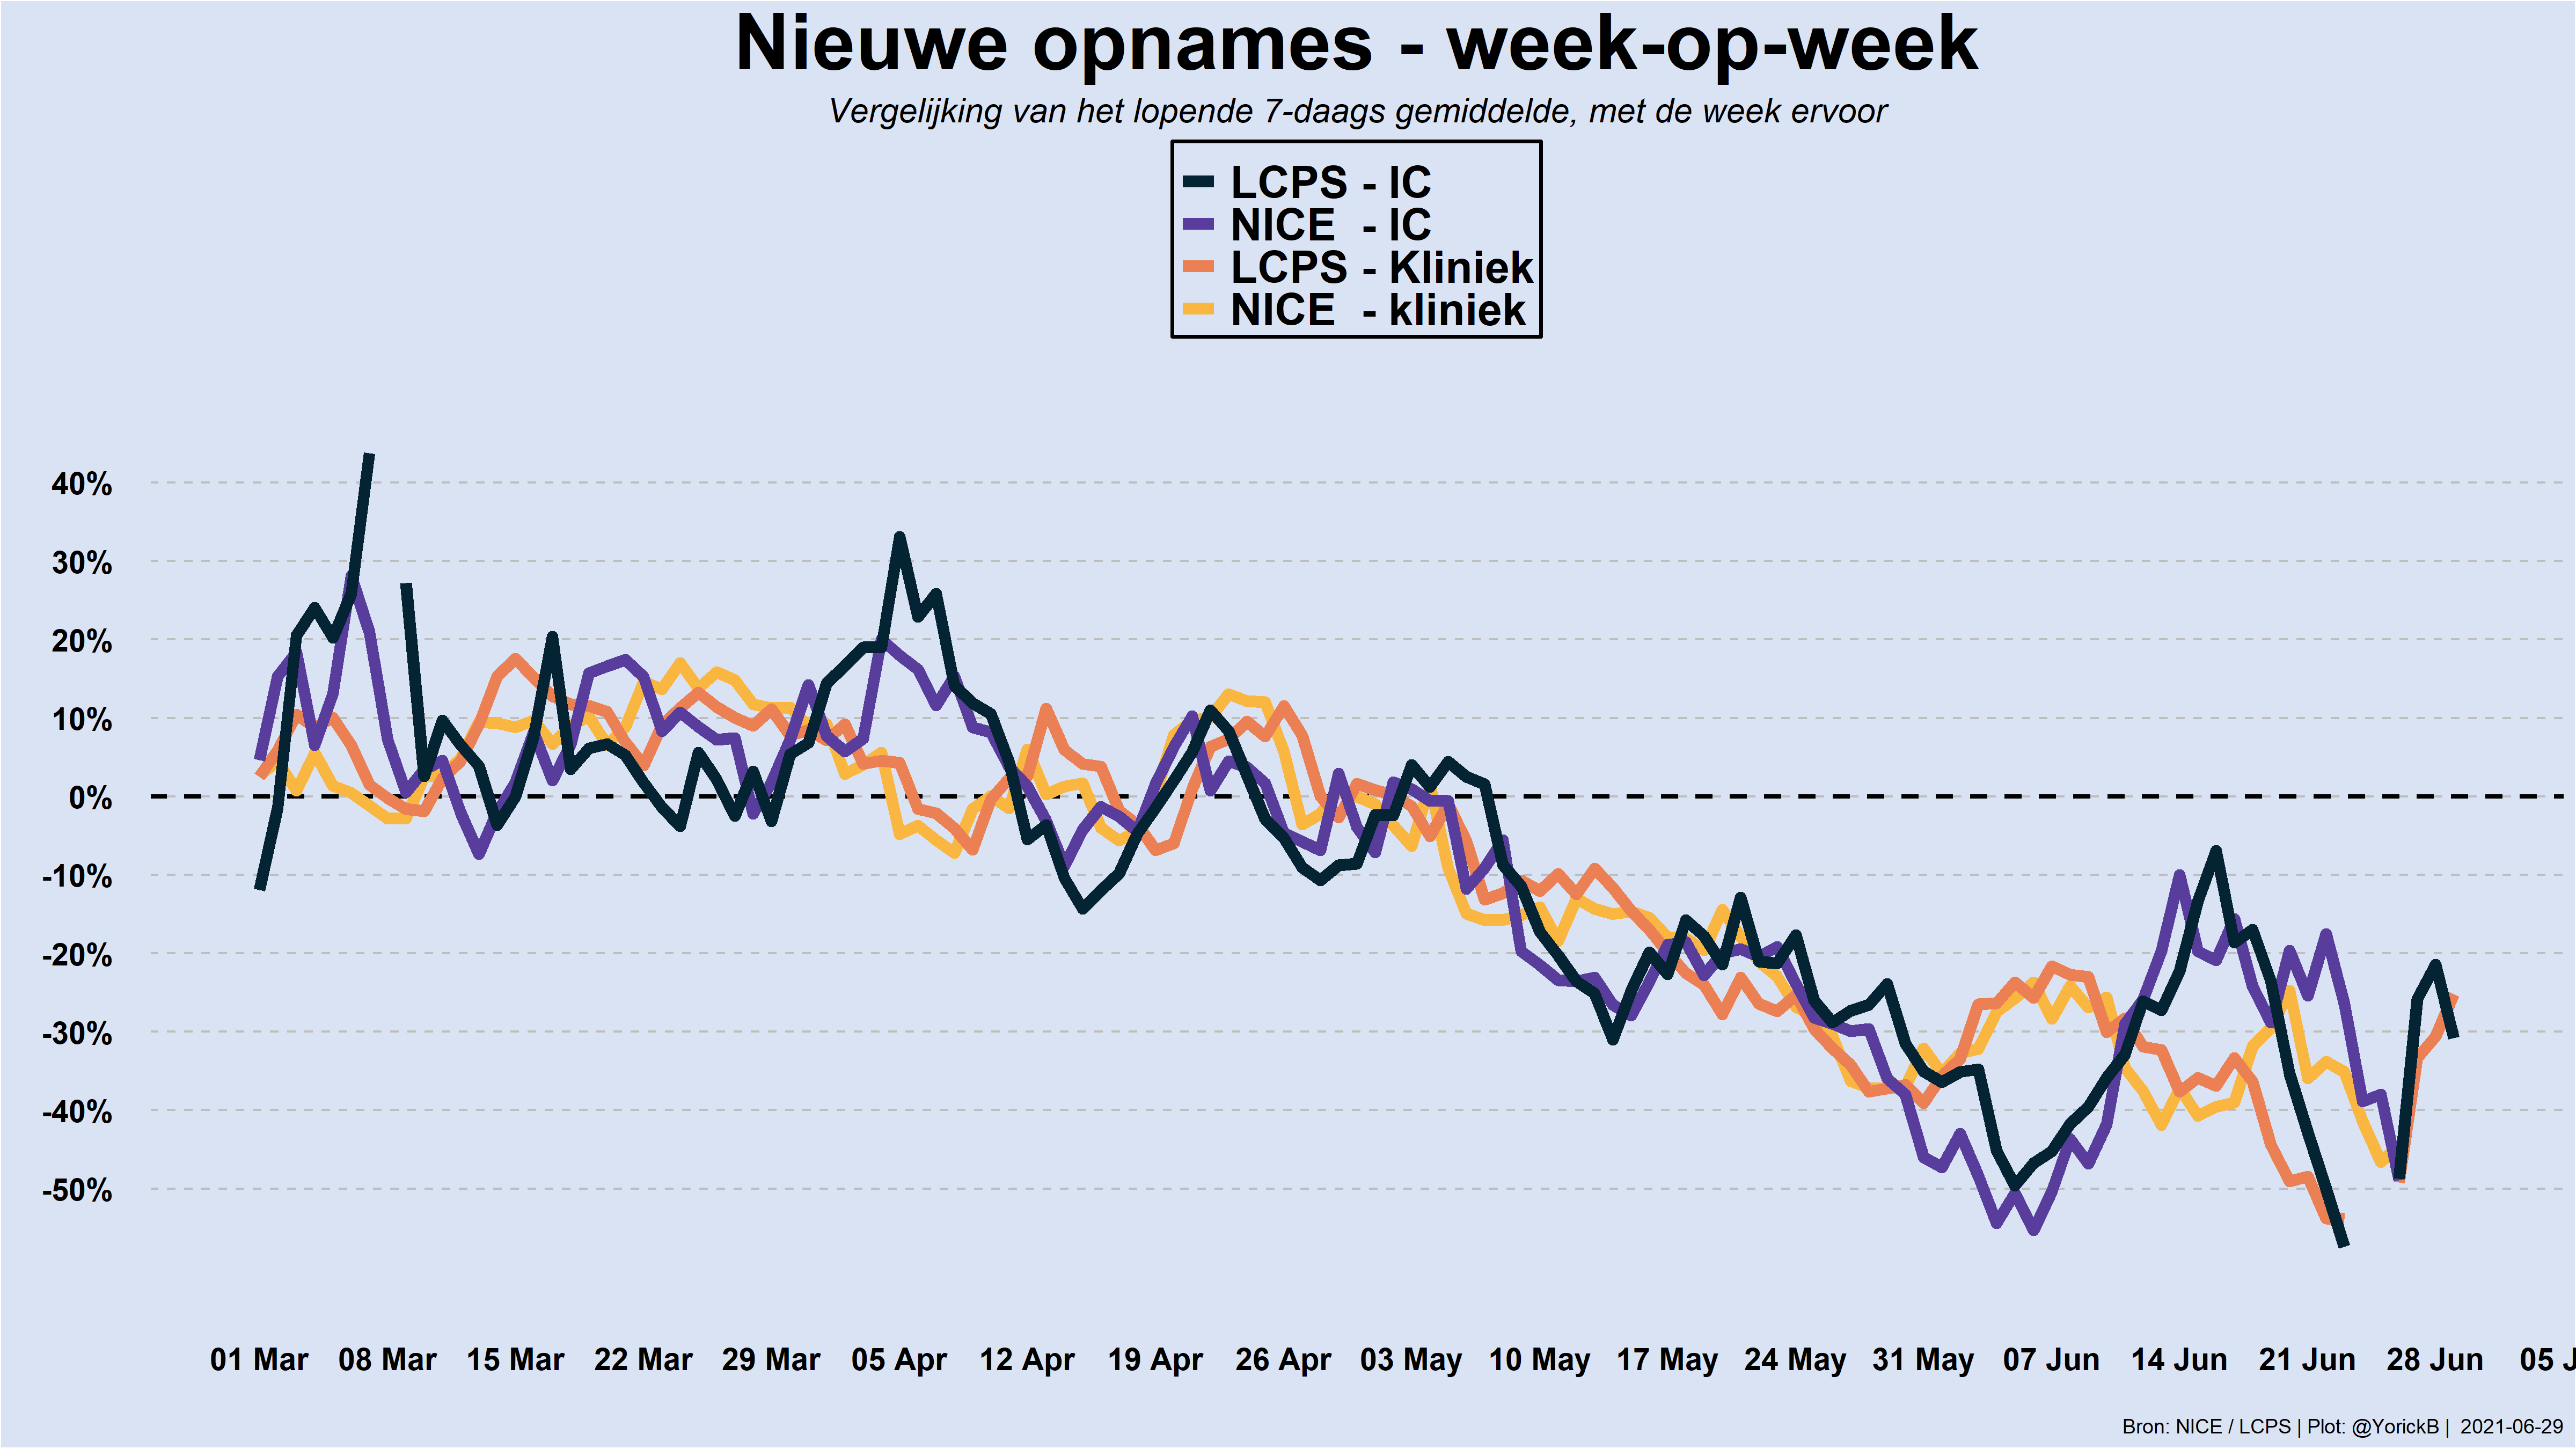 Nieuwe opnames - week-op-week
Vergelijking van het lopende 7-daags gemiddelde, met de week ervoor
LCPS - IC
NICE - IC
LCPS - Kliniek
NICE - kliniek
40%
30%
20%
10%
0%
-10%
-20%
-30%
-40%
-50%
01 Mar 08 Mar 15 Mar 22 Mar 29 Mar 05 Apr 12 Apr 19 Apr 26 Apr 03 May 10 May 17 May 24 May 31 May 07 Jun 14 Jun 21 Jun 28 Jun 05 J
Bron: NICE / LCPS | Plot: @YorickB | 2021-06-29